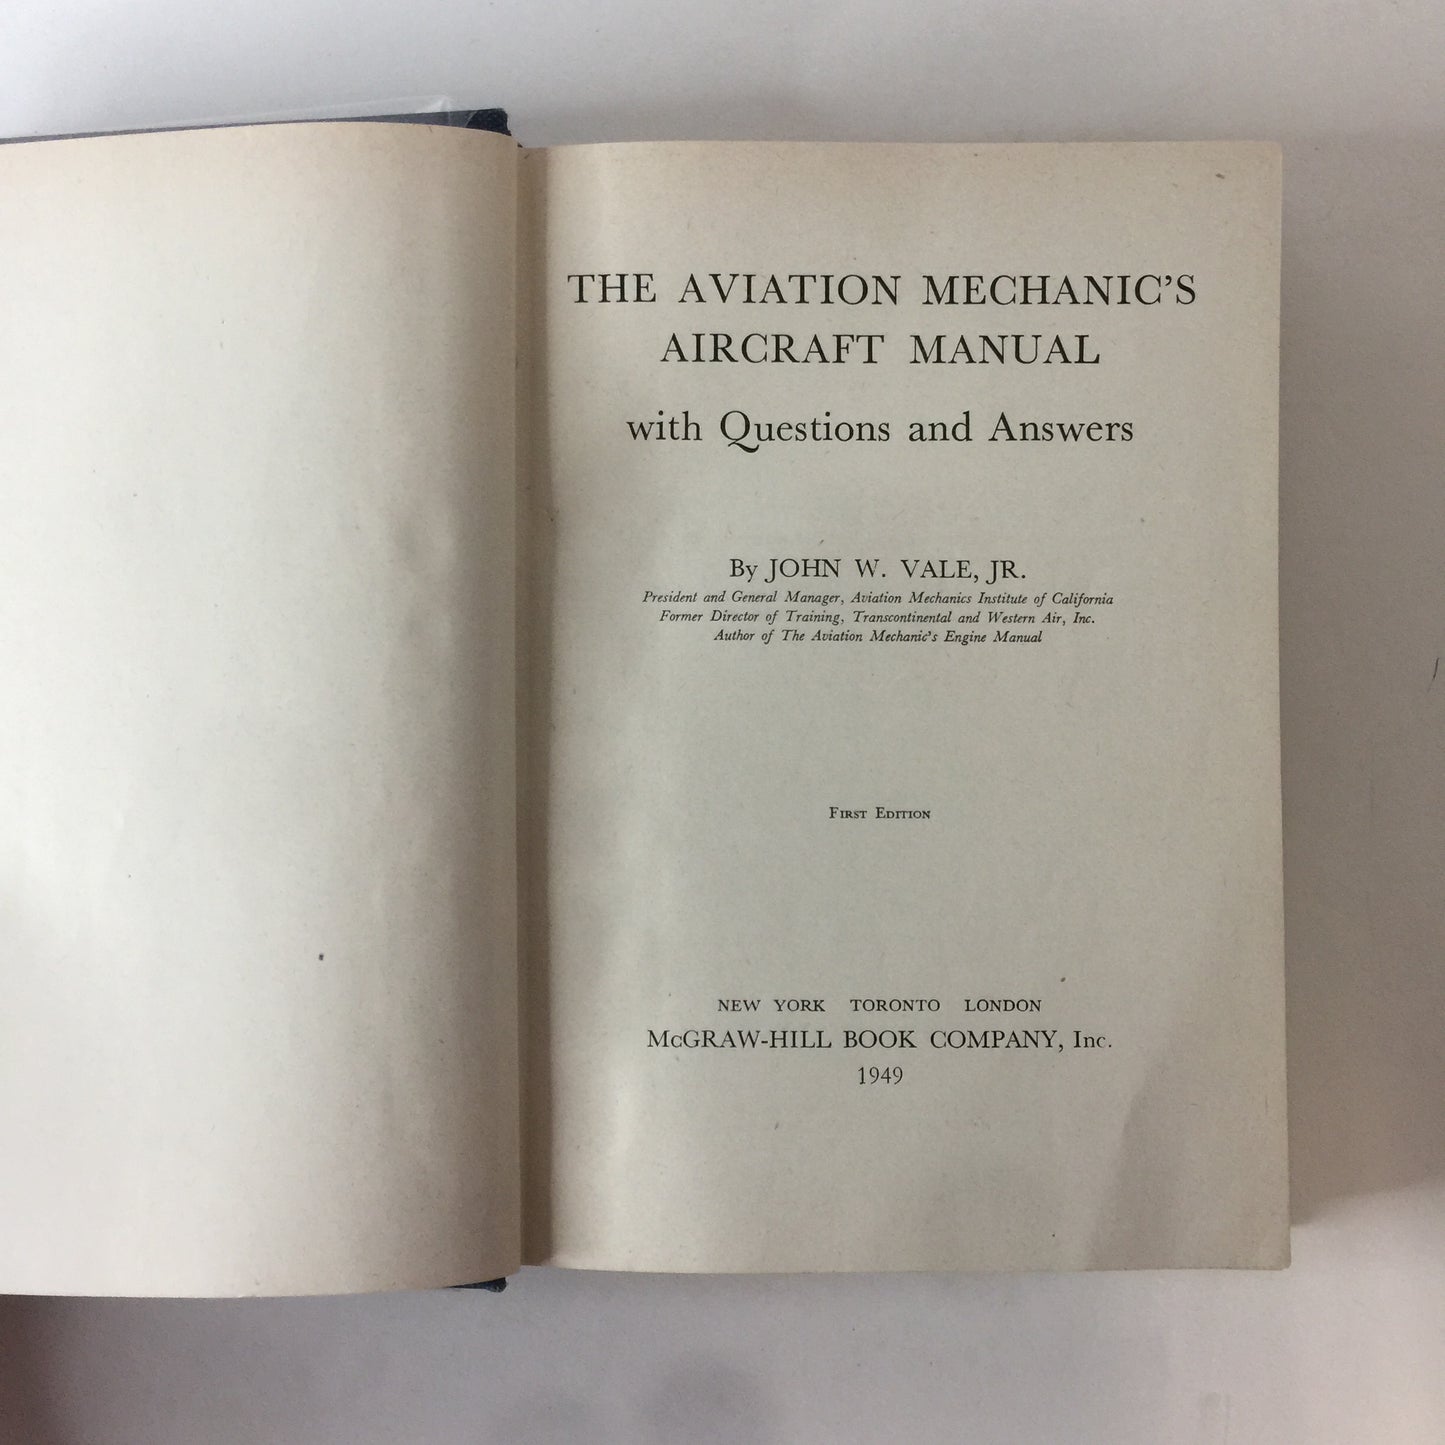 THE AVIATION MECHANIC'S
AIRCRAFT MANUAL
with Questions and Answers
By JOHN W. VALE, JR.
President and General Manager, Aviation Mechanics Institute of California
Former Director of Training, Transcontinental and Western Air, Inc.
Author of The Aviation Mechanic's Engine Manual
FIRST EDITION
NEW YORK TORONTO LONDON
McGRAW-HILL BOOK COMPANY, Inc.
1949